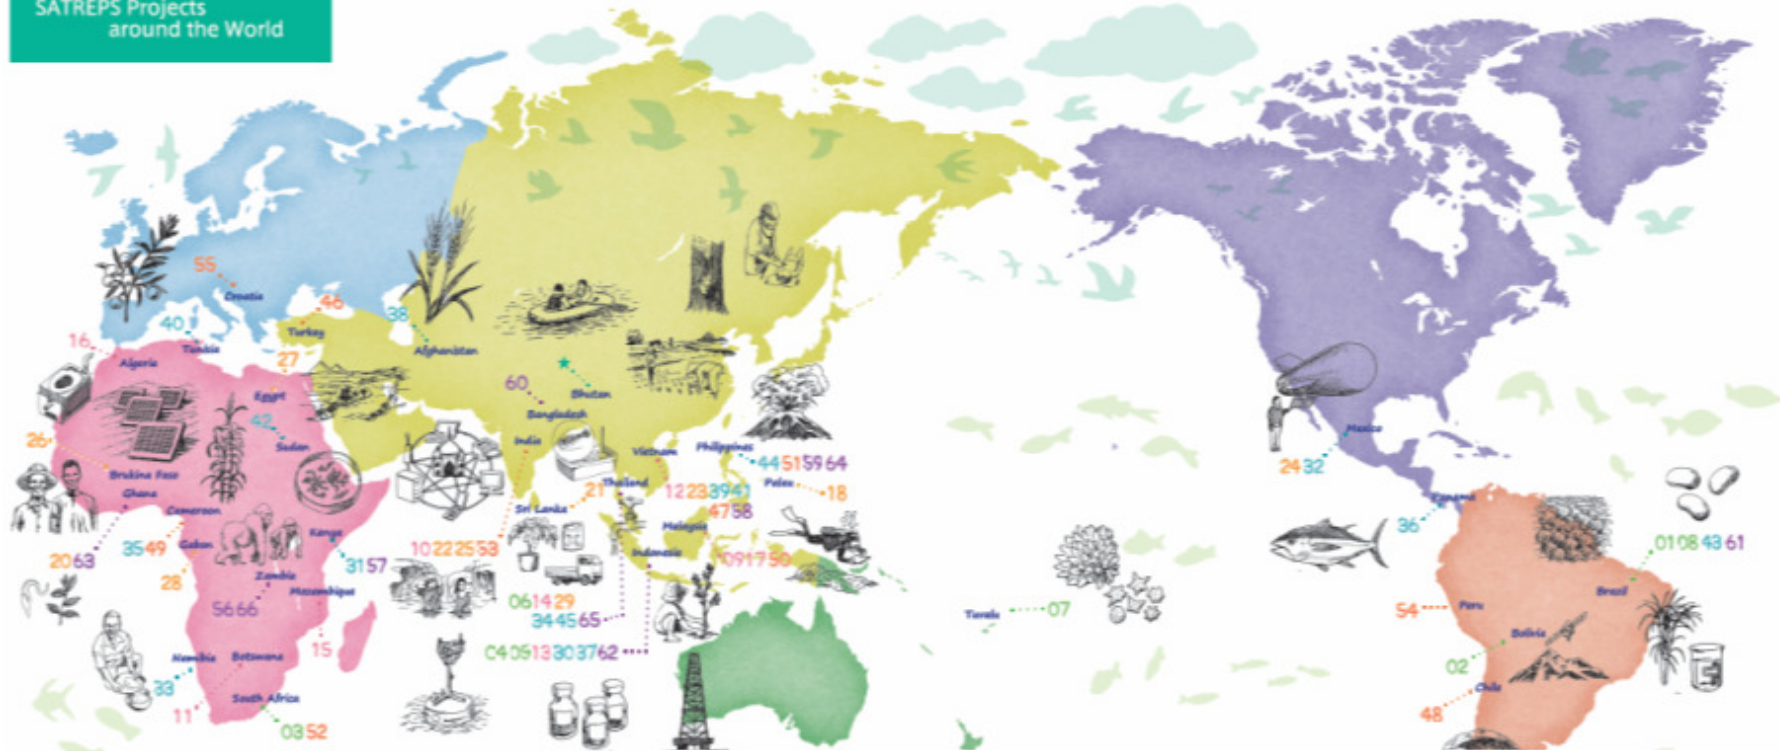 SATREPS Projects
around the World
55
Croatia
46
Turkey
40
Tunisia
38
Afghanistan
16
Algeria
27
Egypt
42
Sudan
60
Bhutan
Bangladesh
India
26
Brukina Faso
Ghana
Cameroon
20 63
35 49
Gabon
28
Kenya
31 57
Zambia
56 66
Mozambique
15
Namibia
33
Botswana
11
South Africa
03 52
10 22 25 53
Sri Lanka
21
Thailand
Vietnam
12 23 39 41
47 58
Philippines
44 51 59 64
Palau
18
Malaysia
09 17 50
Indonesia
06 14 29
34 45 65
04 05 13 30 37 62
Tuvalu
07
Mexico
24 32
Panama
36
01 08 43 61
Brazil
54
Peru
Bolivia
02
Chile
48